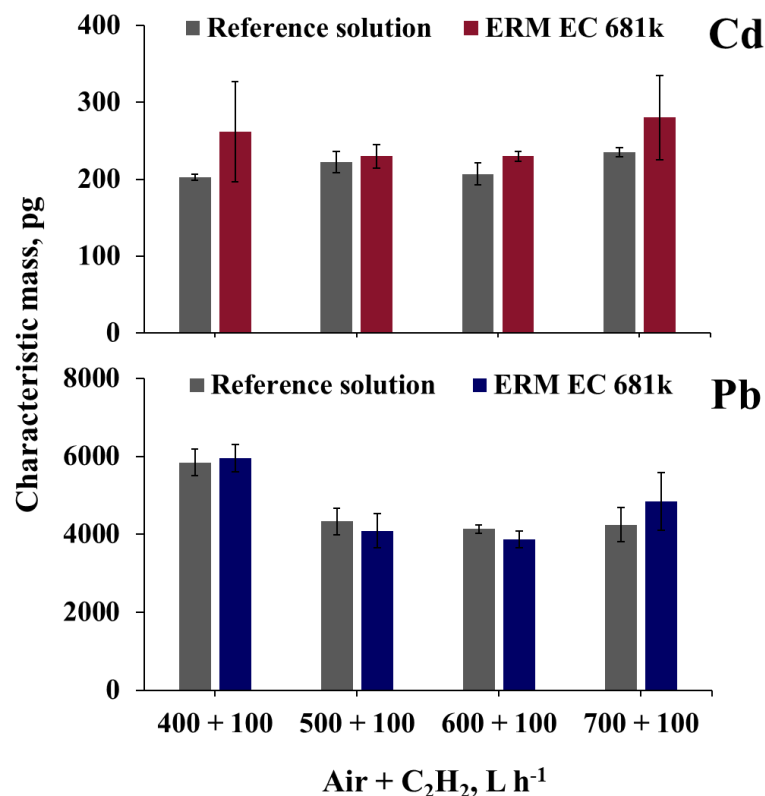 Reference solution ERM EC 681k Cd
400
300
200
100
0
Characteristic mass, pg
Reference solution ERM EC 681k Pb
8000
6000
4000
2000
0
400 + 100 500 + 100 600 + 100 700 + 100
Air + C₂H₂, L h⁻¹